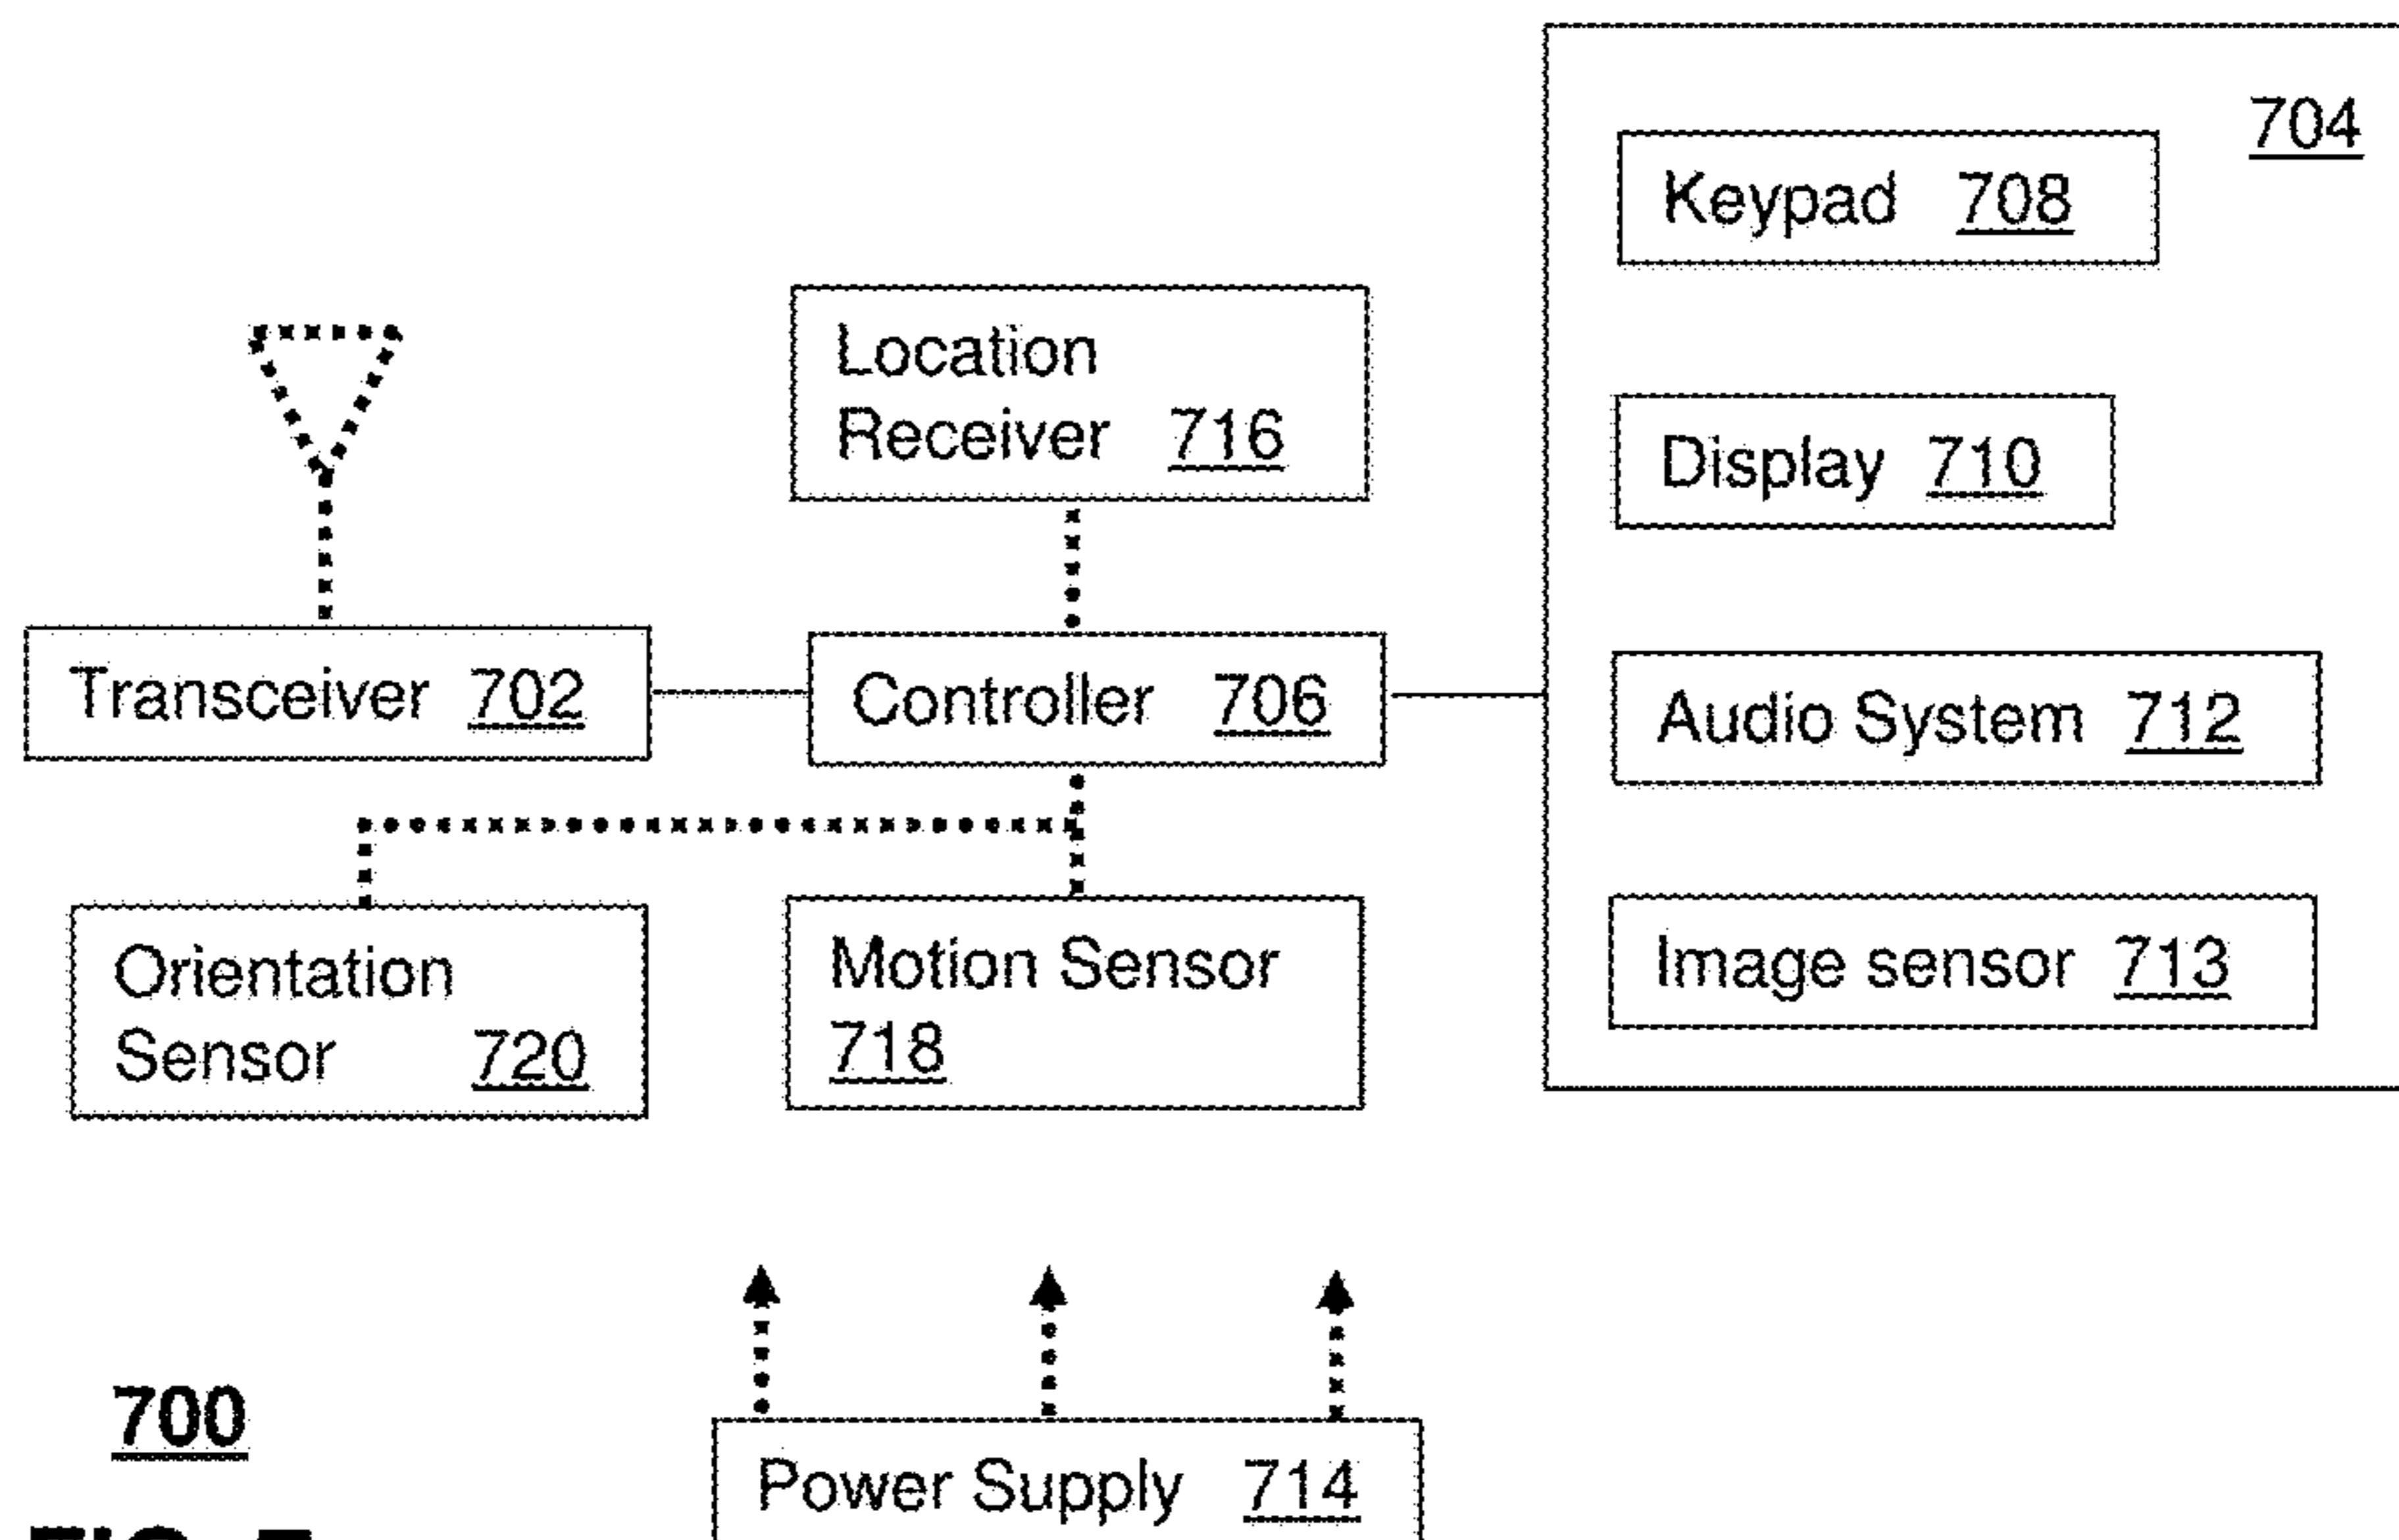 704
Keypad 708
Location
Receiver 716
Display 710
Transceiver 702
Controller 706
Audio System 712
Orientation
Sensor 720
Motion Sensor
718
Image sensor 713
700
Power Supply 714